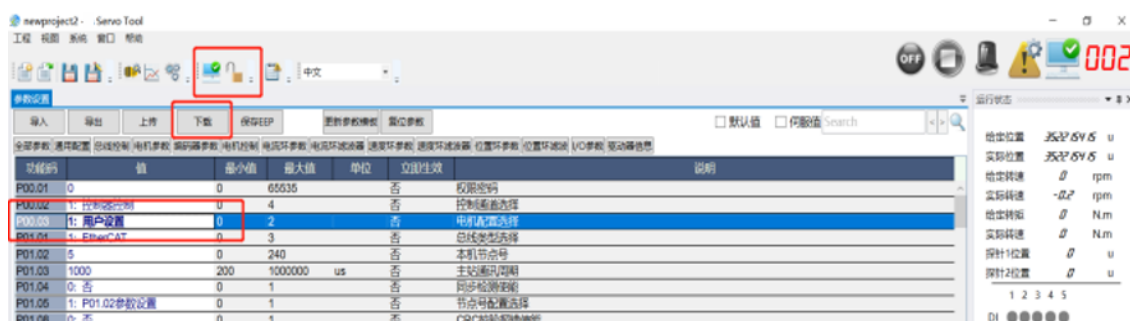 newproject2 - Servo Tool
工程 视图 系统 窗口 帮助
中文
OFF
002
参数设置
运行状态
导入 导出 上传 下载 保存EEP 更新参数模板 复位参数 默认值 伺服值 Search
全部参数 通用配置 总线控制 电机参数 编码器参数 电机控制 电流环参数 电流环滤波器 速度环参数 速度环滤波器 位置环参数 位置环滤波 I/O参数 驱动器信息
功能码 值 最小值 最大值 单位 立即生效 说明
P00.01 0 0 65535 否 权限密码
P00.02 1: 控制器控制 0 4 否 控制通道选择
P00.03 1: 用户设置 0 2 否 电机配置选择
P01.01 1: EtherCAT 0 3 否 总线类型选择
P01.02 5 0 240 否 本机节点号
P01.03 1000 200 1000000 us 否 主站通讯周期
P01.04 0: 否 0 1 否 同步检测使能
P01.05 1: P01.02参数设置 0 1 否 节点号配置选择
P01.06 0: 否 0 1 否
给定位置 u
实际位置 u
给定转速 0 rpm
实际转速 -0.2 rpm
给定转矩 0 N.m
实际转速 0 N.m
探针1位置 0 u
探针2位置 0 u
1 2 3 4 5
DI